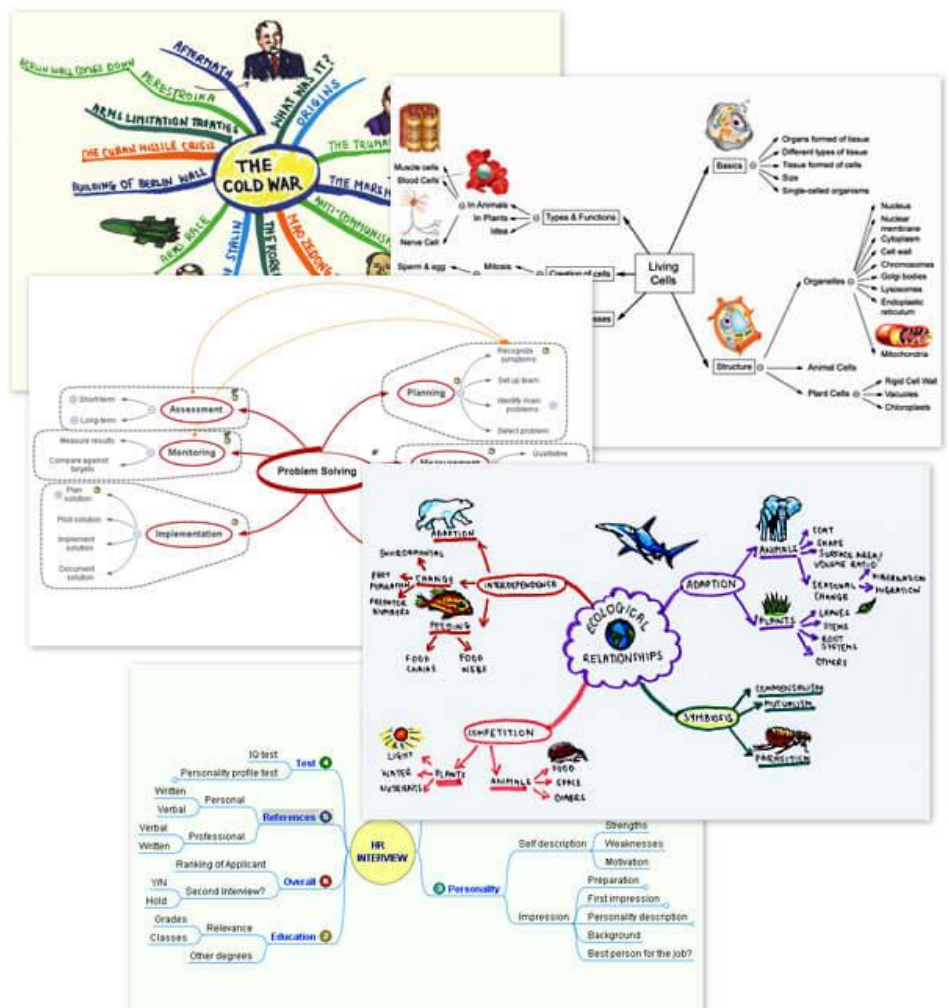 AFTERMATH
BERLIN WALL COMES DOWN
PERESTROIKA
WHAT WAS IT?
ORIGINS
ARMS LIMITATION TREATIES
THE CUBAN MISSILE CRISIS
BUILDING OF BERLIN WALL
THE
COLD WAR
THE TRUMA
THE MARSH
ANTI-COMMUNISM
ARMS RACE
OF STALIN
THE KORE
MAO ZEDONG
Muscle cells
Blood Cells
Nerve Cell
In Animals
In Plants
Idea
Types & Functions
Sperm & egg
Mitosis
Creation of cells
esses
Living
Cells
Basics
Organs formed of tissue
Different types of tissue
Tissue formed of cells
Size
Single-celled organisms
Structure
Organelles
Nucleus
Nuclear
membrane
Cytoplasm
Cell wall
Chromosomes
Golgi bodies
Lysosomes
Endoplastic
reticulum
Mitochondria
Animal Cells
Plant Cells
Rigid Cell Wall
Vacuoles
Chloroplasts
Problem Solving
Planning
Recognize
symptoms
Set up team
Identify main
problems
Select problem
Measurement
Qualitative
Assessment
Short-term
Long-term
Monitoring
Measure results
Compare against
targets
Implementation
Plan
solution
Pilot solution
Implement
solution
Document
solution
ECOLOGICAL
RELATIONSHIPS
ADAPTION
ANIMALS
COAT
SHAPE
SURFACE AREA/
VOLUME RATIO
SEASONAL
CHANGE
HIBERNATION
MIGRATION
PLANTS
LEAVES
STEMS
ROOT
SYSTEMS
OTHERS
SYMBIOSIS
COMMENSALISM
MUTUALISM
PARASITISM
COMPETITION
PLANTS
LIGHT
WATER
NUTRIENTS
ANIMALS
FOOD
SPACE
INTERDEPENDENCE
ADAPTION
CHANGE
PREDATOR
NUMBERS
FEEDING
FOOD
CHAINS
FOOD
WEBS
HR
INTERVIEW
Test
IQ test
Personality profile test
References
Personal
Written
Verbal
Professional
Verbal
Written
Overall
Ranking of Applicant
Second Interview?
Y/N
Hold
Education
Relevance
Grades
Classes
Other degrees
Personality
Self description
Strengths
Weaknesses
Motivation
Impression
Preparation
First impression
Personality description
Background
Best person for the job?